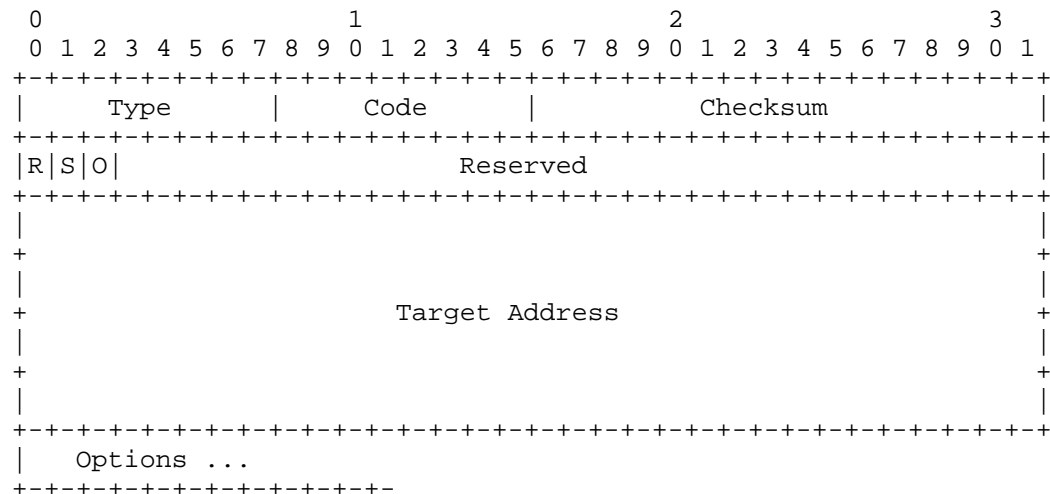 0                   1                   2                   3
 0 1 2 3 4 5 6 7 8 9 0 1 2 3 4 5 6 7 8 9 0 1 2 3 4 5 6 7 8 9 0 1
+-+-+-+-+-+-+-+-+-+-+-+-+-+-+-+-+-+-+-+-+-+-+-+-+-+-+-+-+-+-+-+-+
|     Type      |     Code      |          Checksum             |
+-+-+-+-+-+-+-+-+-+-+-+-+-+-+-+-+-+-+-+-+-+-+-+-+-+-+-+-+-+-+-+-+
|R|S|O|                     Reserved                            |
+-+-+-+-+-+-+-+-+-+-+-+-+-+-+-+-+-+-+-+-+-+-+-+-+-+-+-+-+-+-+-+-+
|                                                               |
+                                                               +
|                                                               |
+                       Target Address                          +
|                                                               |
+                                                               +
|                                                               |
+-+-+-+-+-+-+-+-+-+-+-+-+-+-+-+-+-+-+-+-+-+-+-+-+-+-+-+-+-+-+-+-+
|   Options ...
+-+-+-+-+-+-+-+-+-+-+-+-